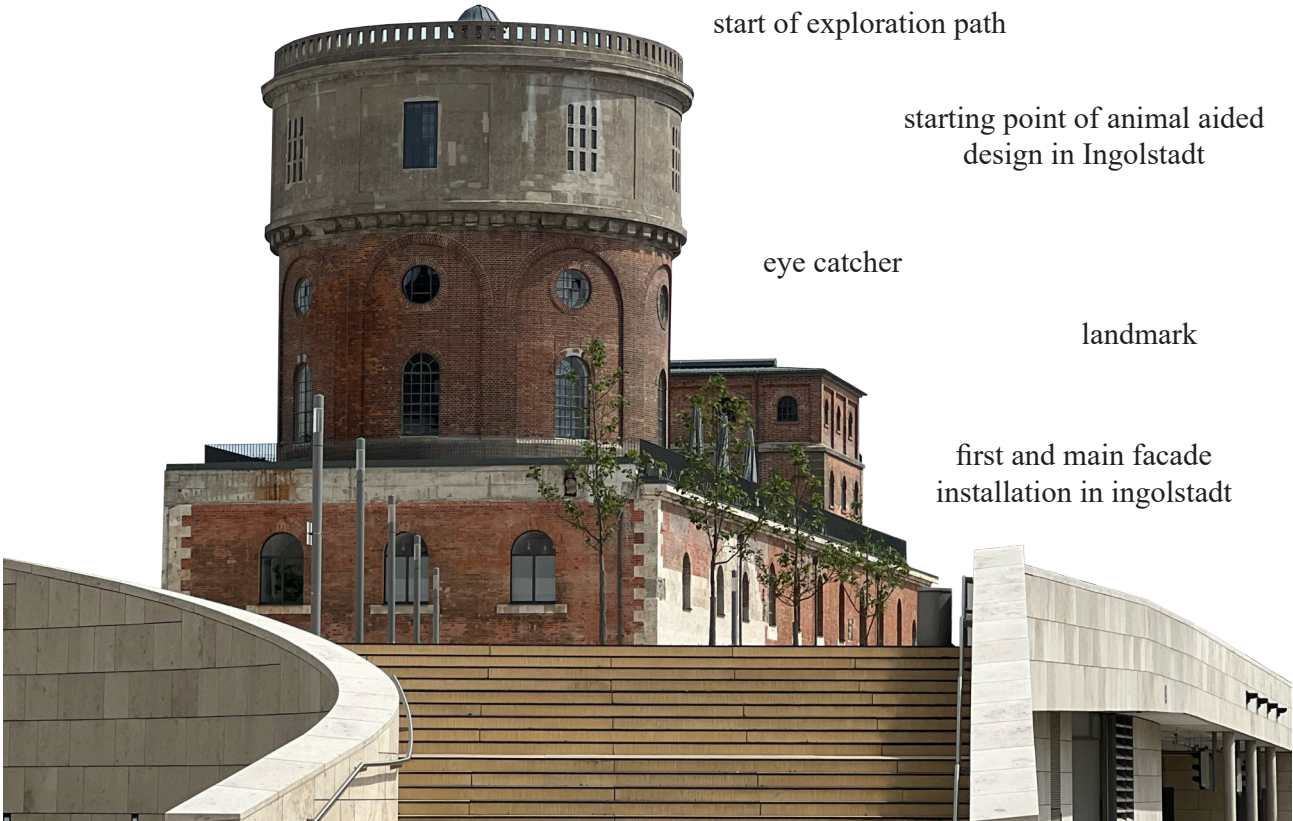 start of exploration path
starting point of animal aided
design in Ingolstadt
eye catcher
landmark
first and main facade
installation in ingolstadt